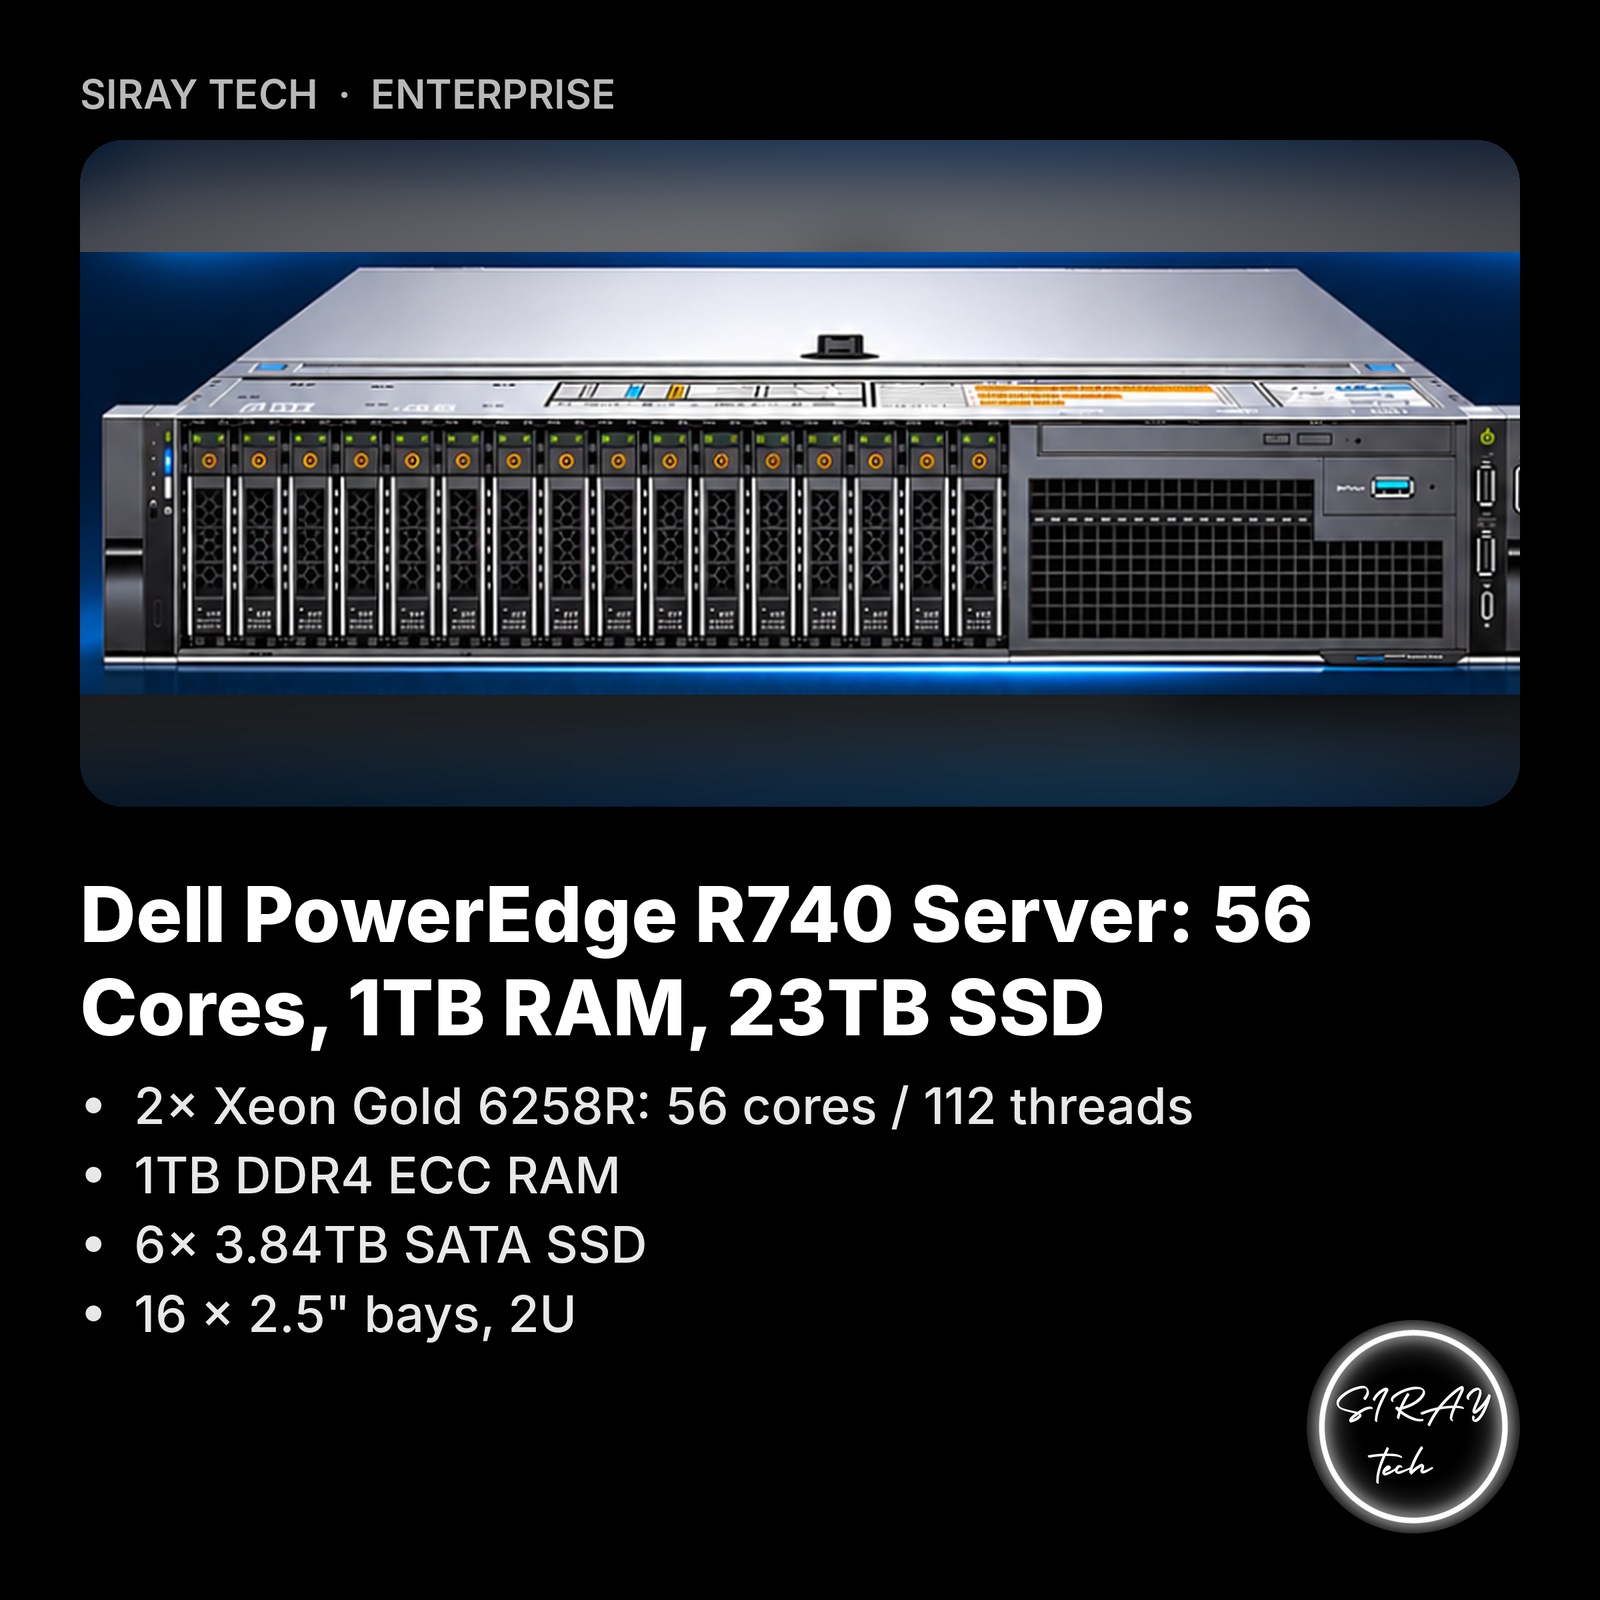 SIRAY TECH · ENTERPRISE
Dell PowerEdge R740 Server: 56
Cores, 1TB RAM, 23TB SSD
• 2× Xeon Gold 6258R: 56 cores / 112 threads
• 1TB DDR4 ECC RAM
• 6× 3.84TB SATA SSD
• 16 × 2.5" bays, 2U
SIRAY
tech